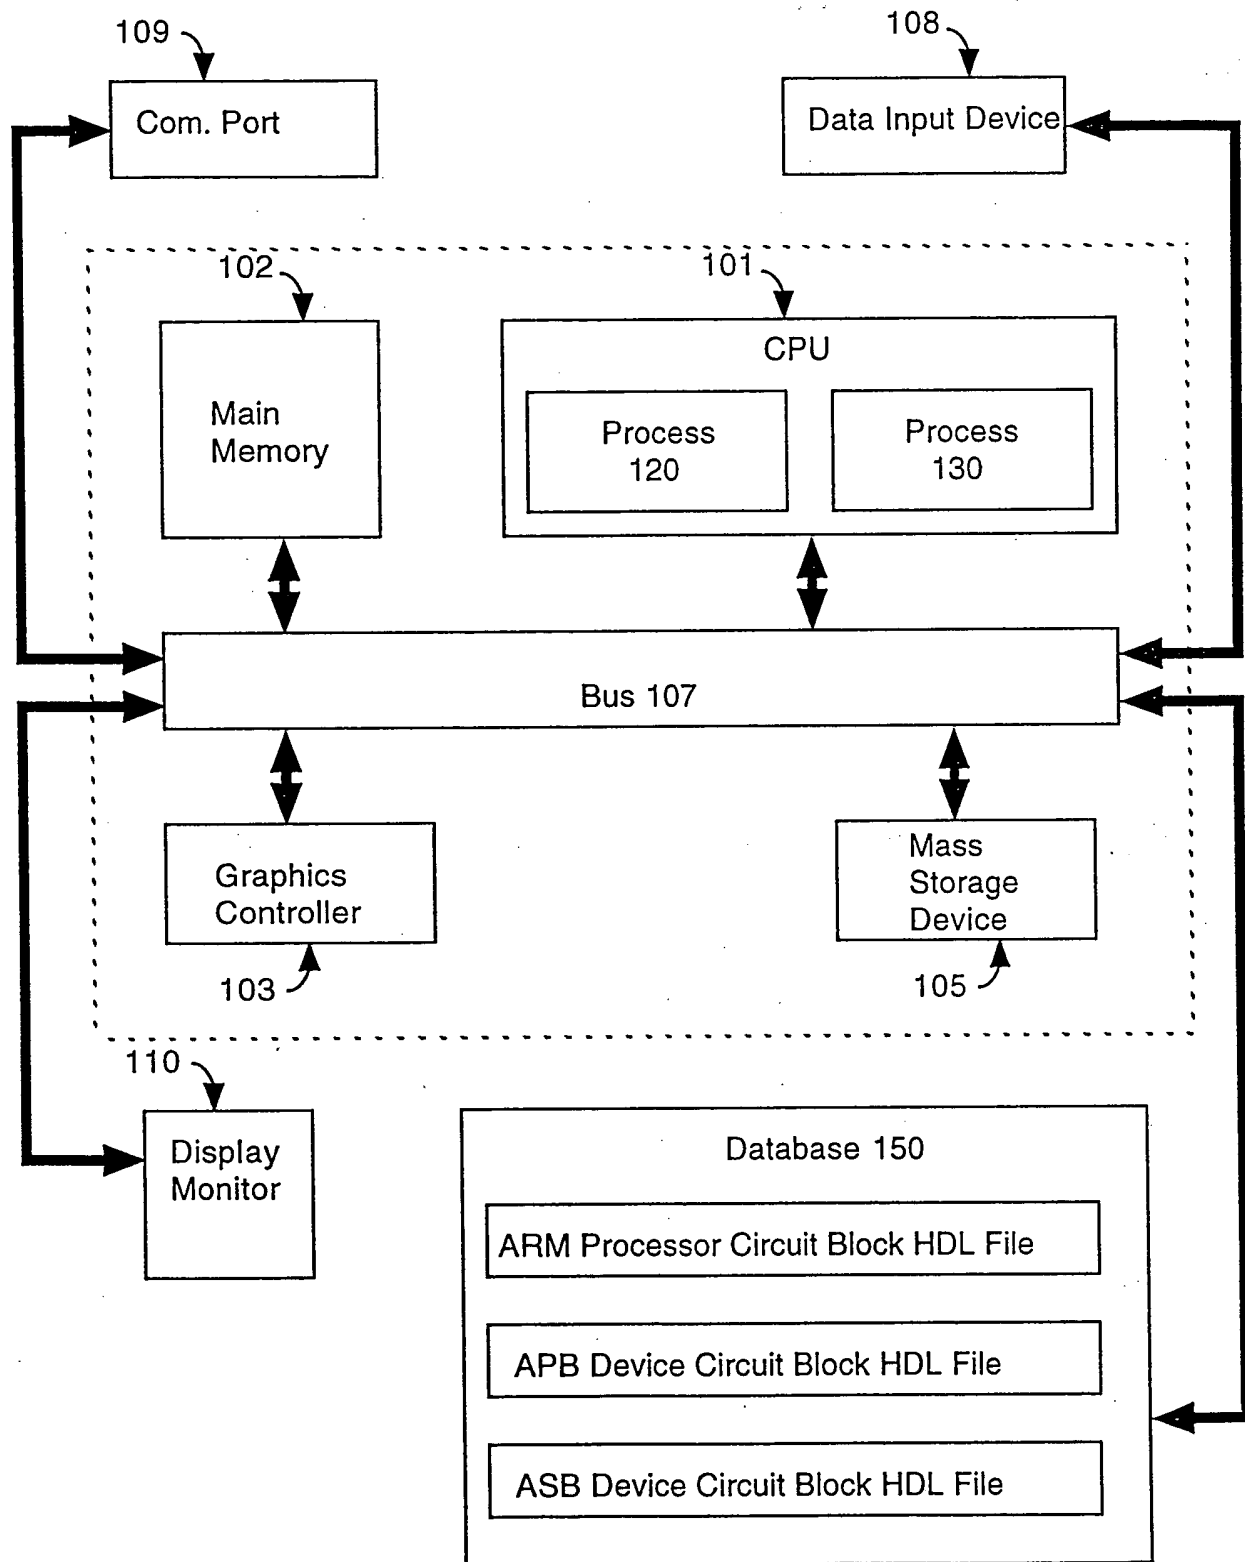 109
108
Com. Port
Data Input Device
102
101
CPU
Main
Memory
Process
120
Process
130
Bus 107
Graphics
Controller
Mass
Storage
Device
103
105
110
Display
Monitor
Database 150
ARM Processor Circuit Block HDL File
APB Device Circuit Block HDL File
ASB Device Circuit Block HDL File